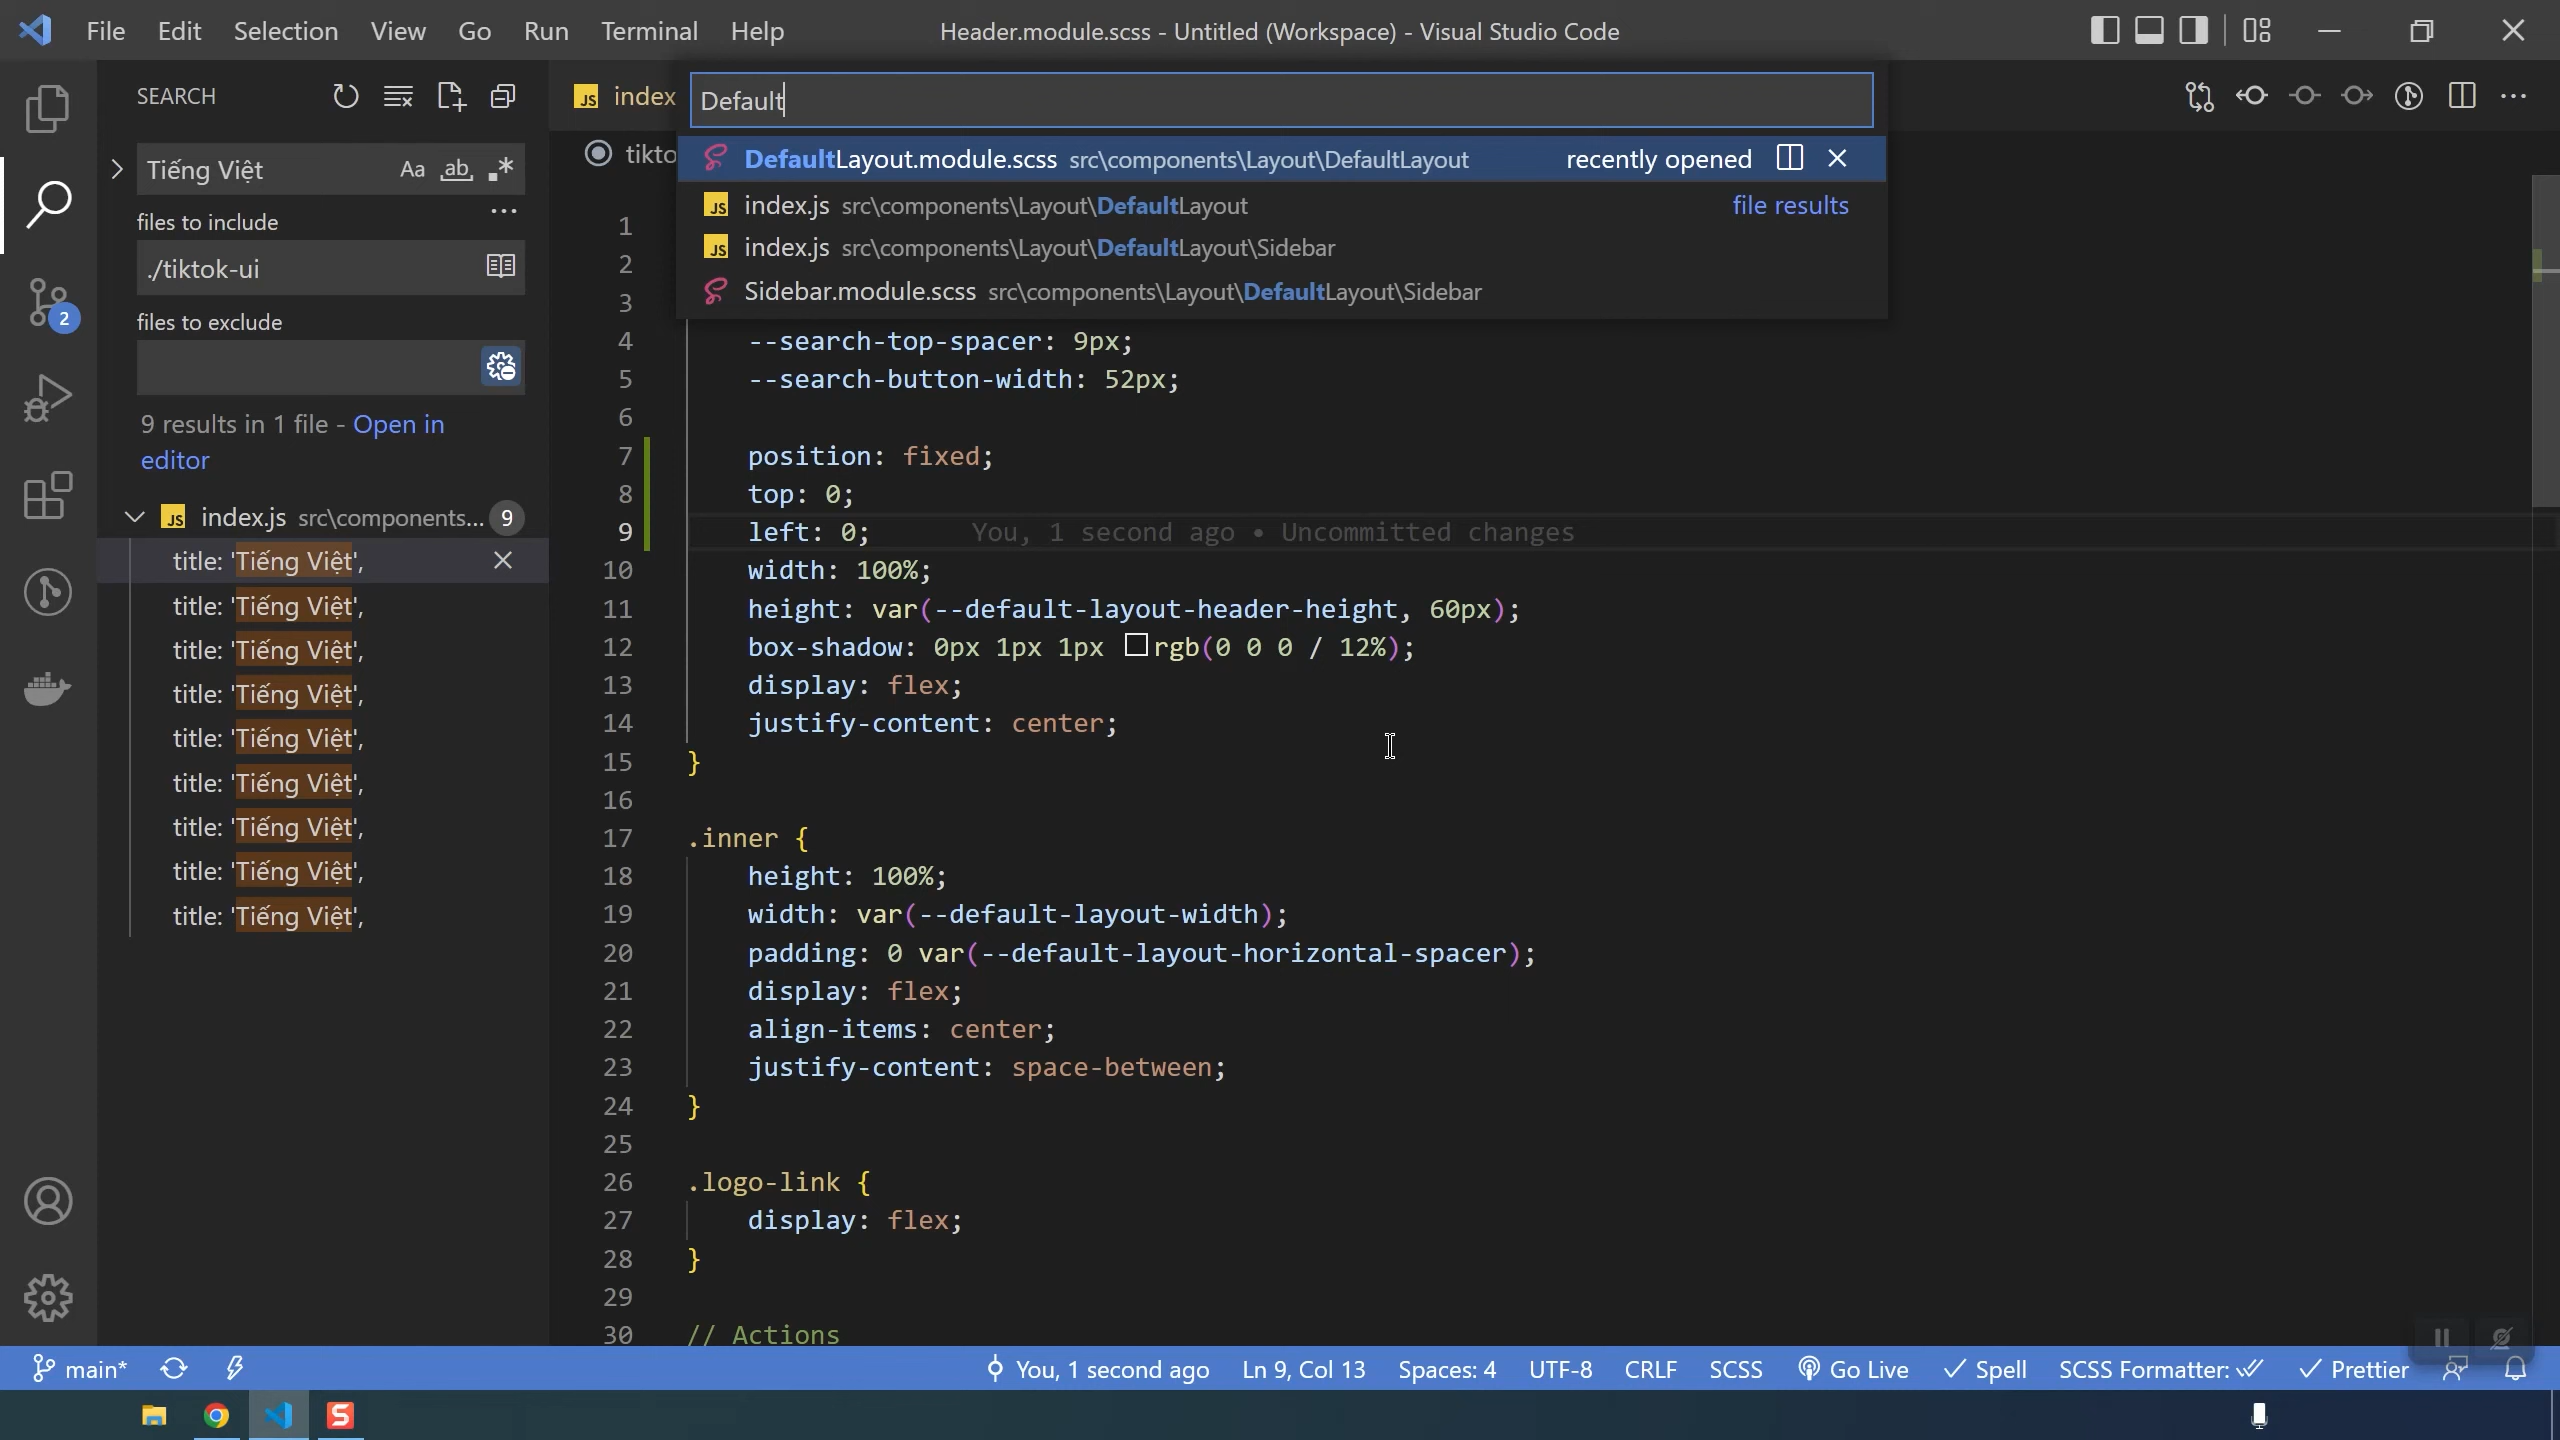 File Edit Selection View Go Run Terminal Help
Header.module.scss - Untitled (Workspace) - Visual Studio Code
SEARCH
Tiếng Việt
Aa ab
files to include
./tiktok-ui
files to exclude
9 results in 1 file - Open in
editor
index.js src\components... 9
title: 'Tiếng Việt',
title: 'Tiếng Việt',
title: 'Tiếng Việt',
title: 'Tiếng Việt',
title: 'Tiếng Việt',
title: 'Tiếng Việt',
title: 'Tiếng Việt',
title: 'Tiếng Việt',
title: 'Tiếng Việt',
2
JS index
Default
DefaultLayout.module.scss src\components\Layout\DefaultLayout recently opened
JS index.js src\components\Layout\DefaultLayout file results
JS index.js src\components\Layout\DefaultLayout\Sidebar
Sidebar.module.scss src\components\Layout\DefaultLayout\Sidebar
tikto
1
2
3
4 --search-top-spacer: 9px;
5 --search-button-width: 52px;
6
7 position: fixed;
8 top: 0;
9 left: 0; You, 1 second ago • Uncommitted changes
10 width: 100%;
11 height: var(--default-layout-header-height, 60px);
12 box-shadow: 0px 1px 1px rgb(0 0 0 / 12%);
13 display: flex;
14 justify-content: center;
15 }
16
17 .inner {
18 height: 100%;
19 width: var(--default-layout-width);
20 padding: 0 var(--default-layout-horizontal-spacer);
21 display: flex;
22 align-items: center;
23 justify-content: space-between;
24 }
25
26 .logo-link {
27 display: flex;
28 }
29
30 // Actions
main* You, 1 second ago Ln 9, Col 13 Spaces: 4 UTF-8 CRLF SCSS Go Live Spell SCSS Formatter: Prettier